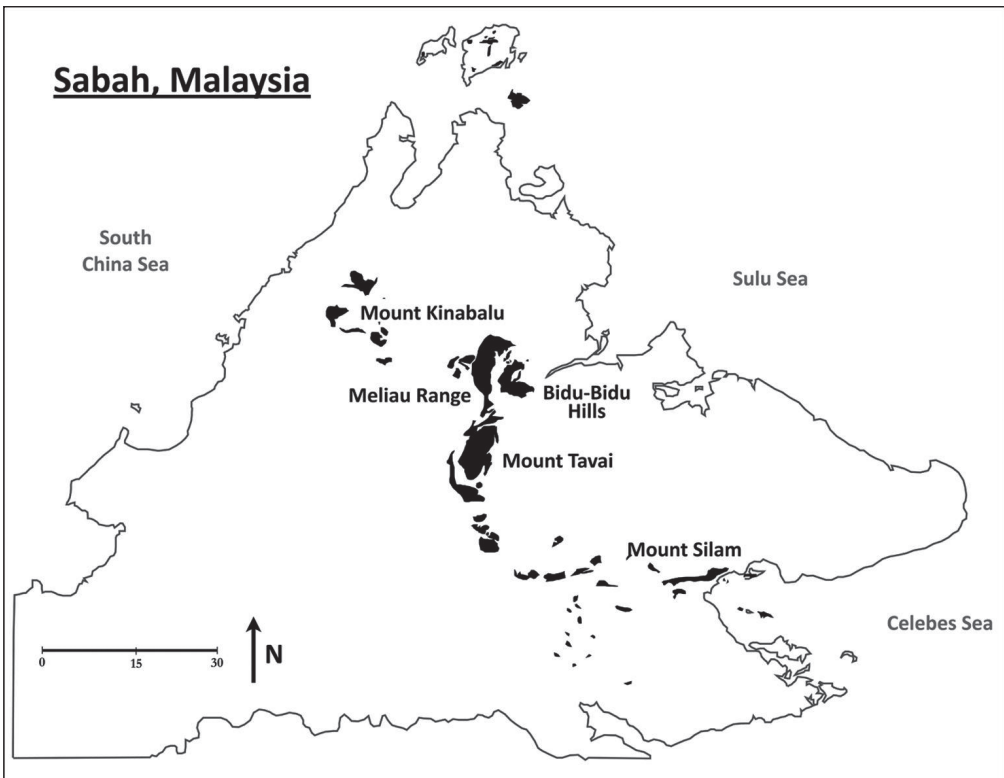 Sabah, Malaysia
South
China Sea
Sulu Sea
Mount Kinabalu
Meliau Range
Bidu-Bidu
Hills
Mount Tavai
Mount Silam
Celebes Sea
N
0 15 30